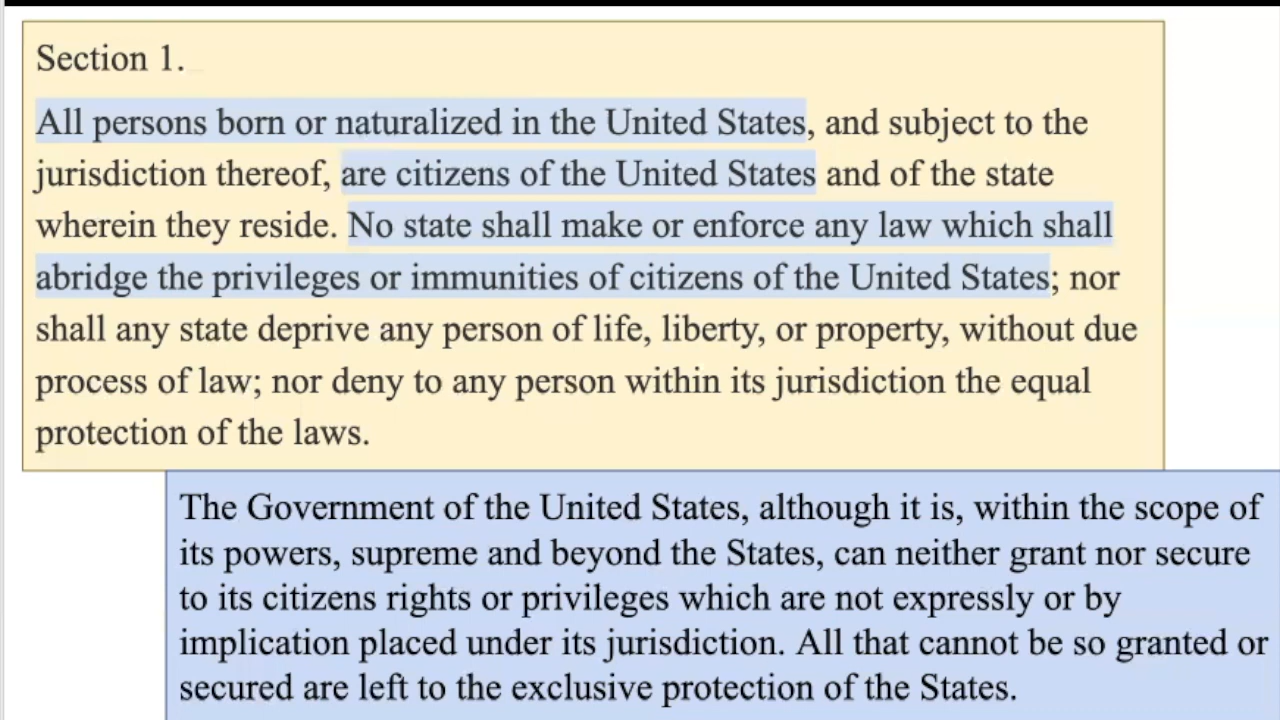 Section 1.
All persons born or naturalized in the United States, and subject to the
jurisdiction thereof, are citizens of the United States and of the state
wherein they reside. No state shall make or enforce any law which shall
abridge the privileges or immunities of citizens of the United States; nor
shall any state deprive any person of life, liberty, or property, without due
process of law; nor deny to any person within its jurisdiction the equal
protection of the laws.
The Government of the United States, although it is, within the scope of
its powers, supreme and beyond the States, can neither grant nor secure
to its citizens rights or privileges which are not expressly or by
implication placed under its jurisdiction. All that cannot be so granted or
secured are left to the exclusive protection of the States.